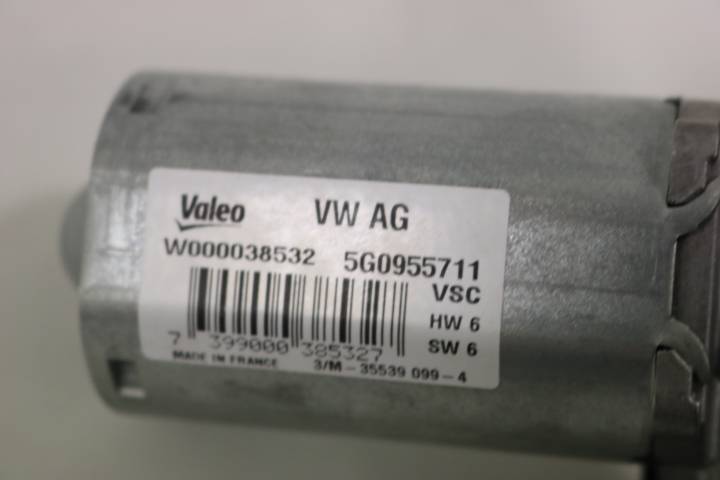 Valeo VW AG
W000038532 5G0955711
VSC
HW 6
7 399000 385327 SW 6
MADE IN FRANCE 3/M-35539 099-4